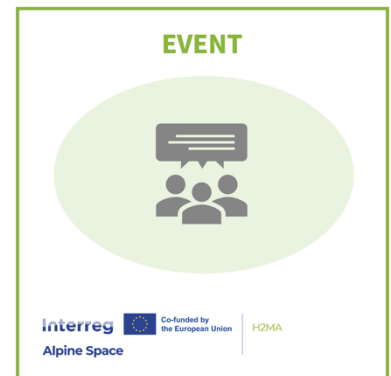 EVENT
Interreg
Co-funded by
the European Union
H2MA
Alpine Space